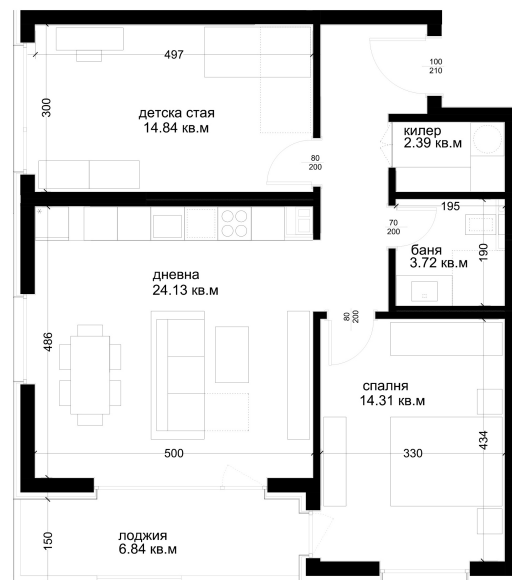 497
100
210
300
детска стая
14.84 кв.м
килер
2.39 кв.м
80
200
195
70
200
баня
3.72 кв.м
190
дневна
24.13 кв.м
486
80
200
спалня
14.31 кв.м
434
500
330
лоджия
6.84 кв.м
150